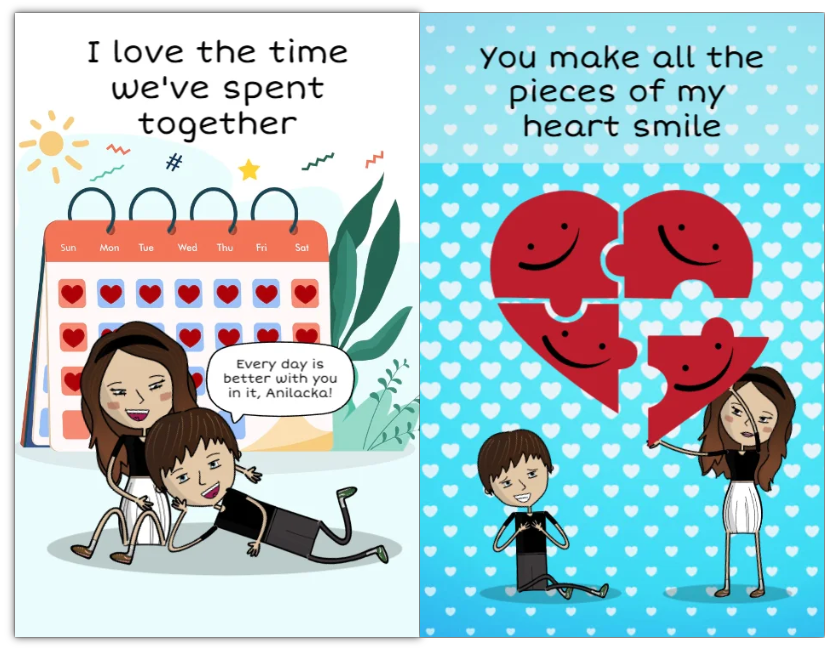 I love the time
we've spent
together
#
Sun Mon Tue Wed Thu Fri Sat
Every day is
better with you
in it, Anilacka!
You make all the
pieces of my
heart smile